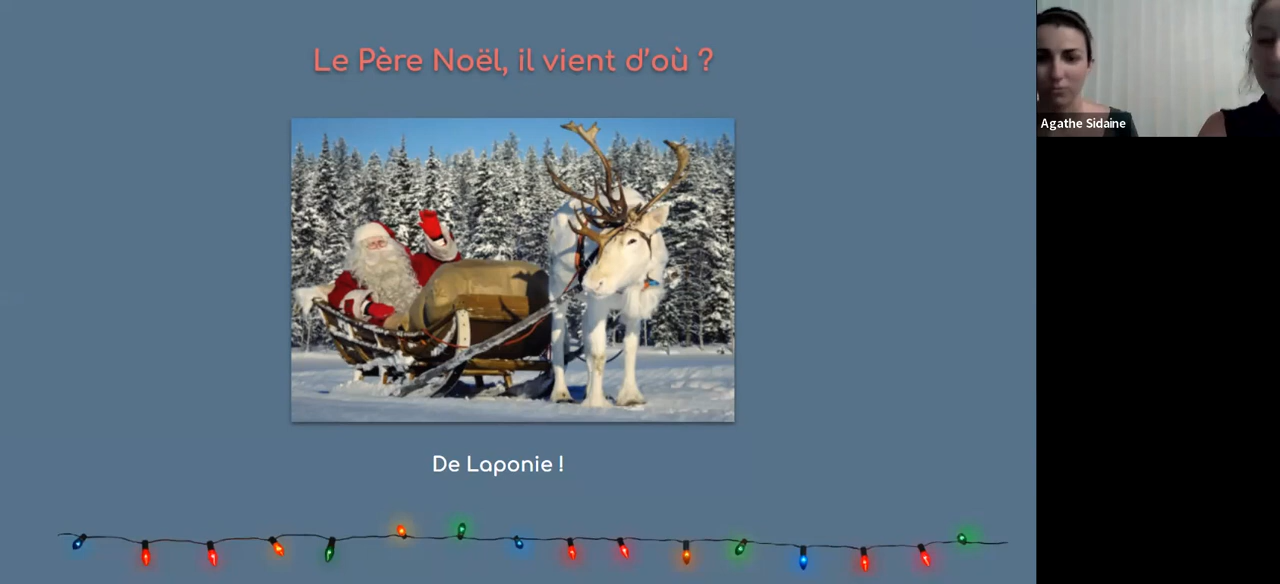 Le Père Noël, il vient d'où ?
De Laponie !
Agathe Sidaine